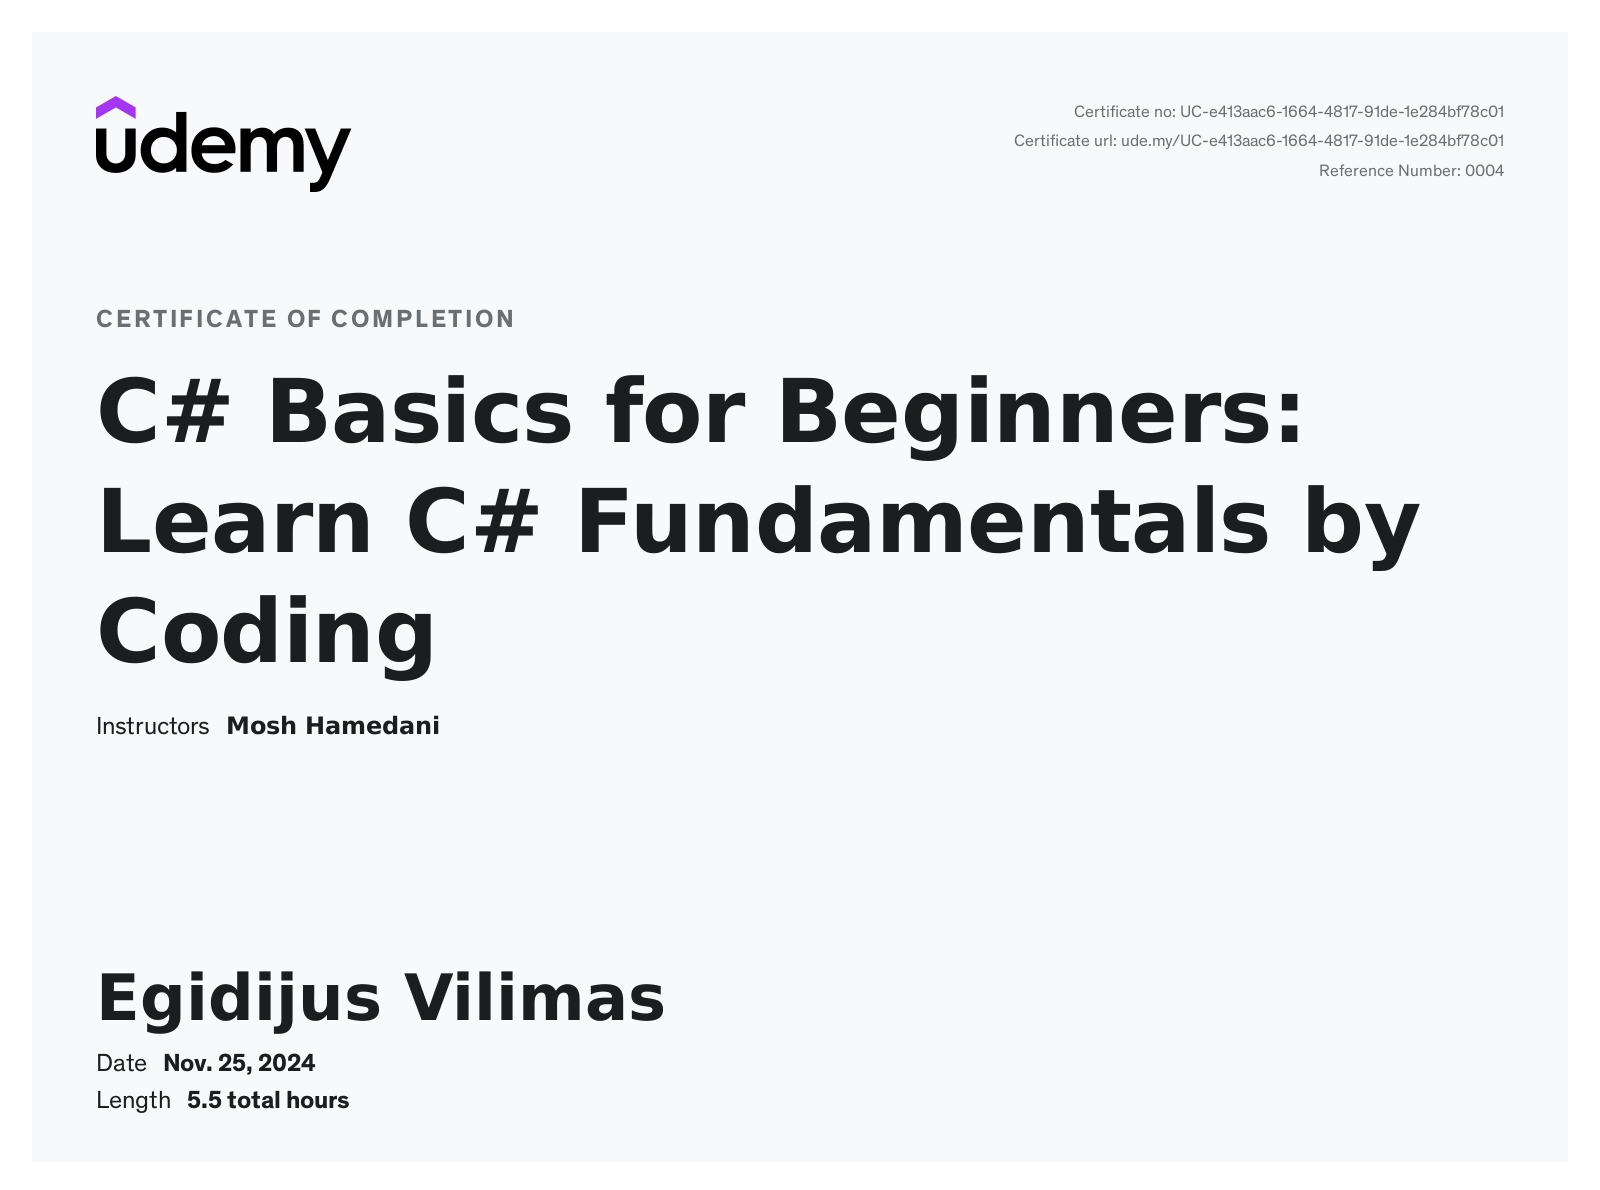 udemy
Certificate no: UC-e413aac6-1664-4817-91de-1e284bf78c01
Certificate url: ude.my/UC-e413aac6-1664-4817-91de-1e284bf78c01
Reference Number: 0004
CERTIFICATE OF COMPLETION
C# Basics for Beginners:
Learn C# Fundamentals by
Coding
Instructors Mosh Hamedani
Egidijus Vilimas
Date Nov. 25, 2024
Length 5.5 total hours